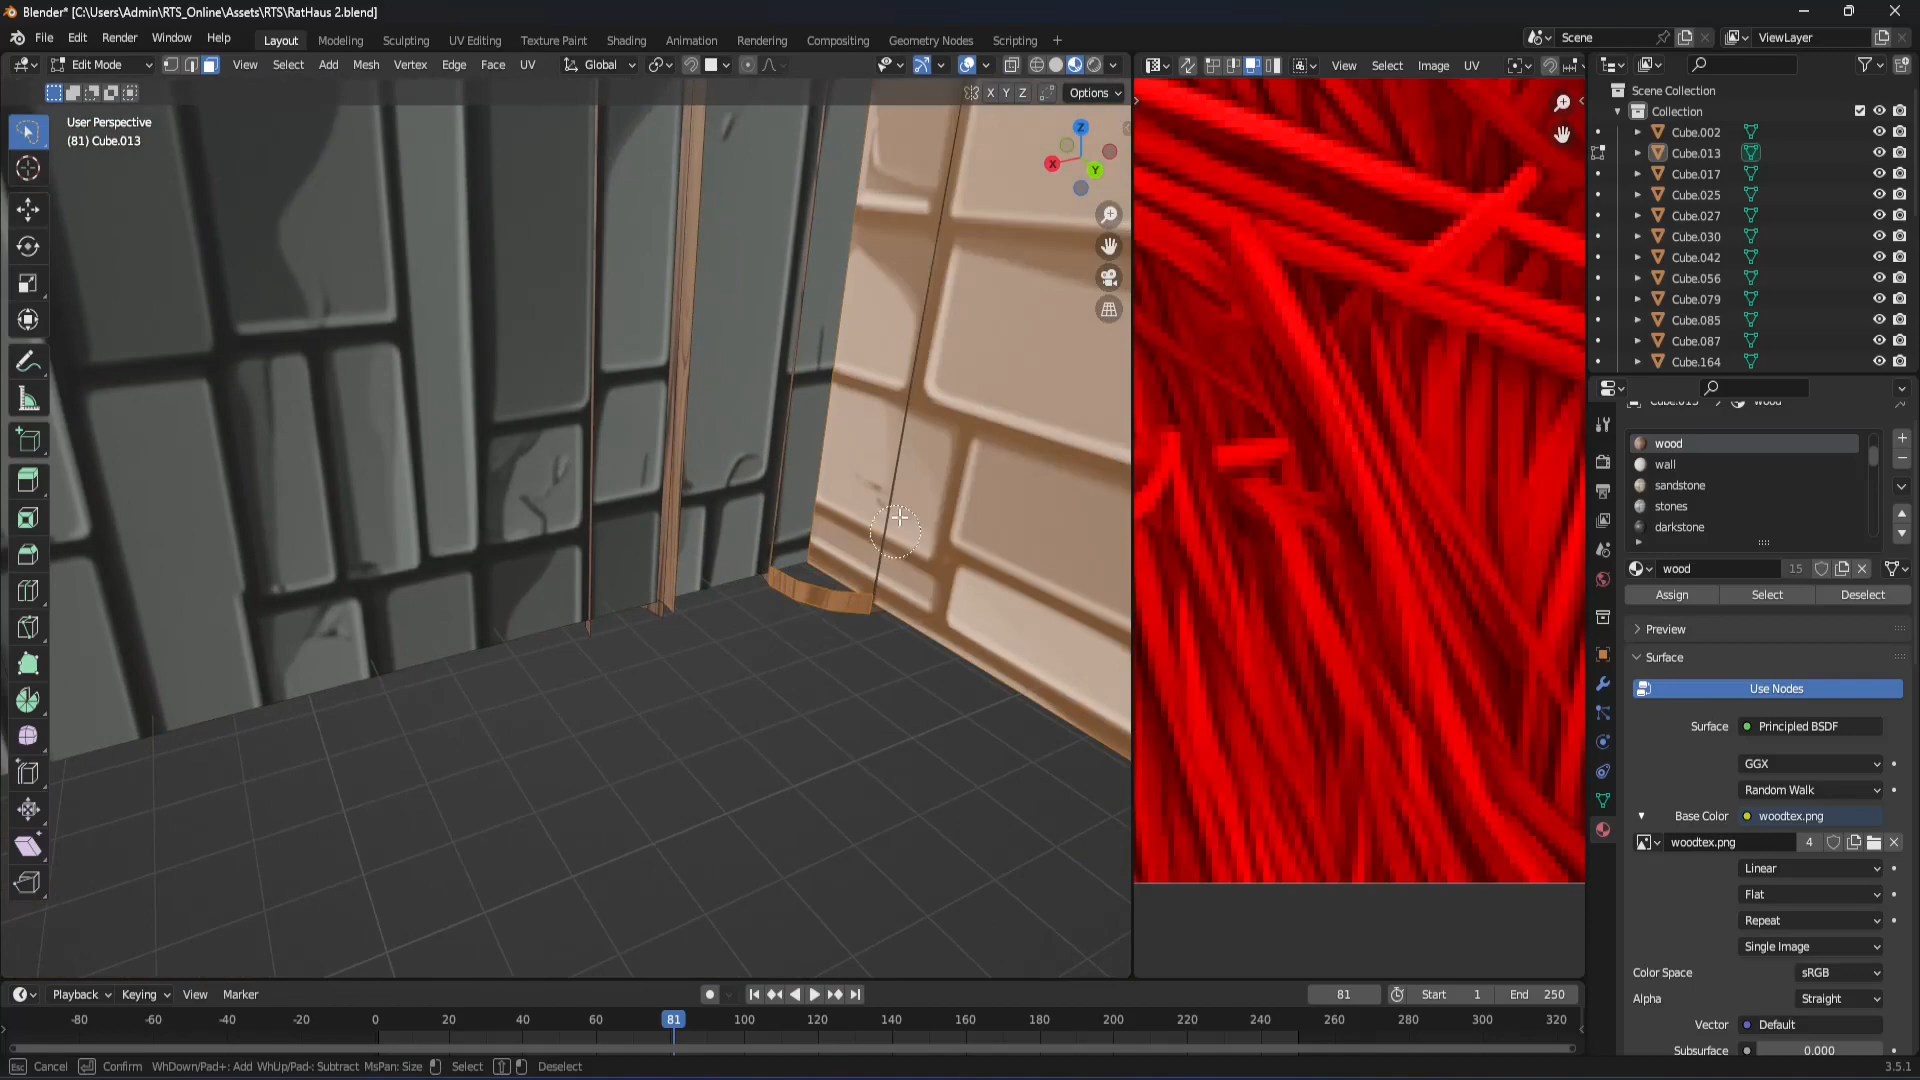 Blender* [C:\Users\Admin\RTS_Online\Assets\RTS\RatHaus 2.blend]
File Edit Render Window Help Layout Modeling Sculpting UV Editing Texture Paint Shading Animation Rendering Compositing Geometry Nodes Scripting + Scene ViewLayer
Edit Mode View Select Add Mesh Vertex Edge Face UV Global View Select Image UV
X Y Z Options
User Perspective
(81) Cube.013
Z
X
Y
Scene Collection
Collection
Cube.002
Cube.013
Cube.017
Cube.025
Cube.027
Cube.030
Cube.042
Cube.056
Cube.079
Cube.085
Cube.087
Cube.164
wood
wall
sandstone
stones
darkstone
wood 15
Assign Select Deselect
Preview
Surface
Use Nodes
Surface Principled BSDF
GGX
Random Walk
Base Color woodtex.png
woodtex.png 4
Linear
Flat
Repeat
Single Image
Color Space sRGB
Alpha Straight
Vector Default
Subsurface 0.000
Playback Keying View Marker 81 Start 1 End 250
-80 -60 -40 -20 0 20 40 60 81 100 120 140 160 180 200 220 240 260 280 300 320
Esc Cancel Confirm WhDown/Pad+: Add WhUp/Pad-: Subtract MsPan: Size Select Deselect 3.5.1